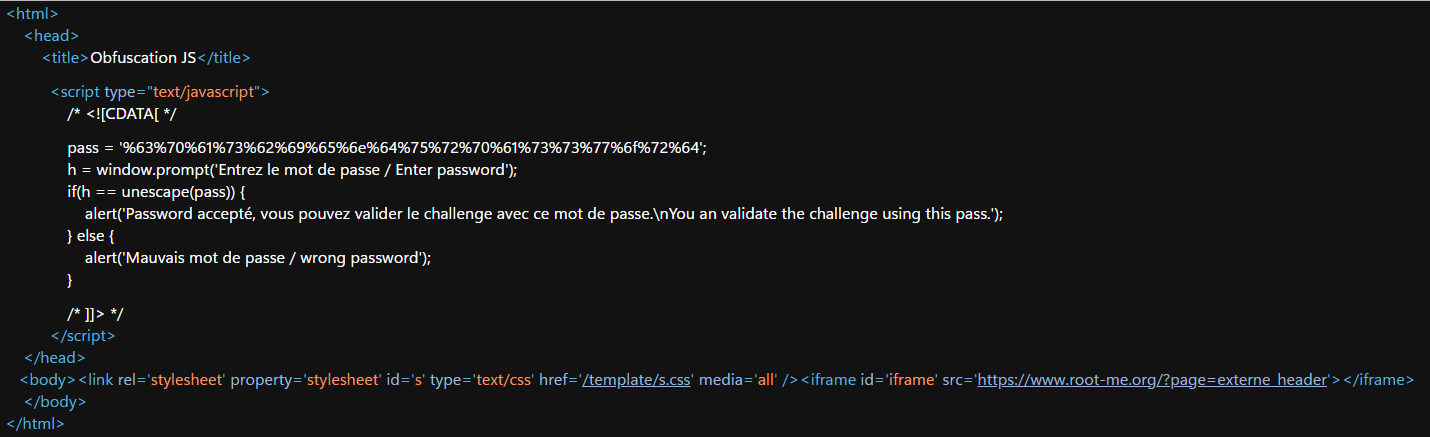 <html>
<head>
<title>Obfuscation JS</title>
<script type="text/javascript">
/* <![CDATA[ */
pass = '%63%70%61%73%62%69%65%6e%64%75%72%70%61%73%73%77%6f%72%64';
h = window.prompt('Entrez le mot de passe / Enter password');
if(h == unescape(pass)) {
alert('Password accepté, vous pouvez valider le challenge avec ce mot de passe.\nYou an validate the challenge using this pass.');
} else {
alert('Mauvais mot de passe / wrong password');
}
/* ]]> */
</script>
</head>
<body><link rel='stylesheet' property='stylesheet' id='s' type='text/css' href='/template/s.css' media='all' /><iframe id='iframe' src='https://www.root-me.org/?page=externe_header'></iframe>
</body>
</html>